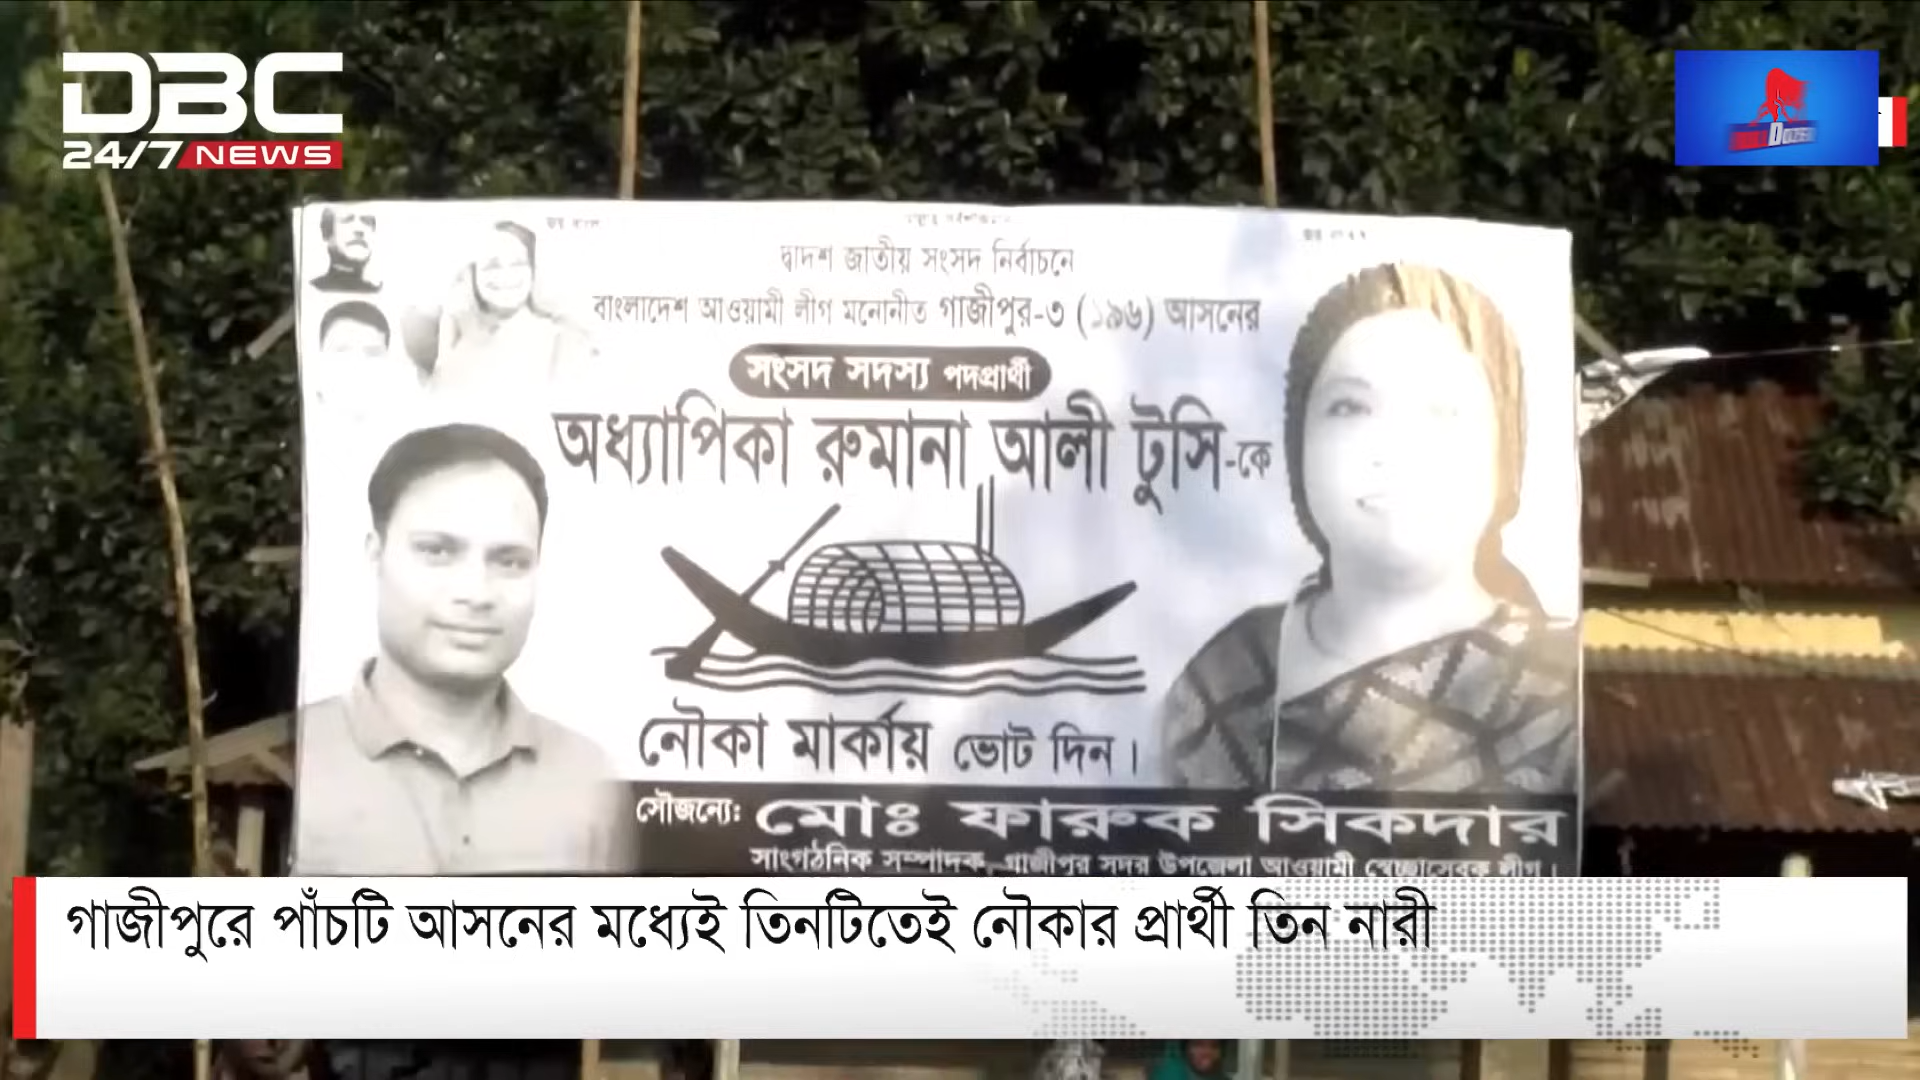 DBC
24/7 NEWS
দ্বাদশ জাতীয় সংসদ নির্বাচনে
বাংলাদেশ আওয়ামী লীগ মনোনীত গাজীপুর-৩ (১৯৬) আসনের
সংসদ সদস্য পদপ্রার্থী
অধ্যাপিকা রুমানা আলী টুসি-কে
নৌকা মার্কায় ভোট দিন।
সৌজন্যে: মোঃ ফারুক সিকদার
সাংগঠনিক সম্পাদক, গাজীপুর সদর উপজেলা আওয়ামী স্বেচ্ছাসেবক লীগ।
গাজীপুরে পাঁচটি আসনের মধ্যেই তিনটিতেই নৌকার প্রার্থী তিন নারী